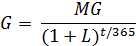 G = MG / (1 + L)^{t/365}